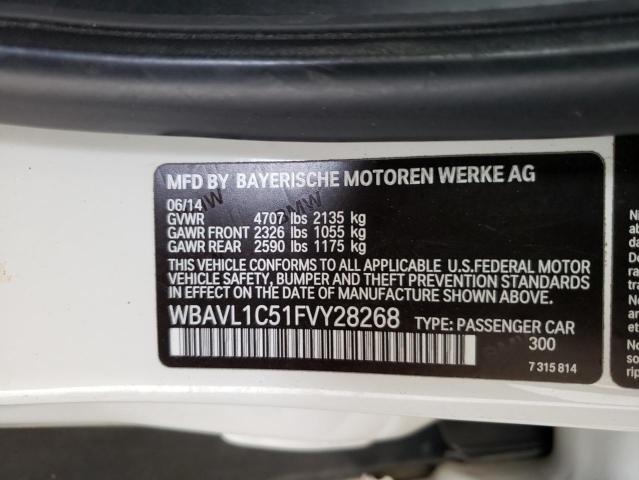 MFD BY BAYERISCHE MOTOREN WERKE AG
06/14
GVWR 4707 lbs 2135 kg
GAWR FRONT 2326 lbs 1055 kg
GAWR REAR 2590 lbs 1175 kg
THIS VEHICLE CONFORMS TO ALL APPLICABLE U.S.FEDERAL MOTOR
VEHICLE SAFETY, BUMPER AND THEFT PREVENTION STANDARDS
IN EFFECT ON THE DATE OF MANUFACTURE SHOWN ABOVE.
WBAVL1C51FVY28268 TYPE: PASSENGER CAR
300
7 315 814